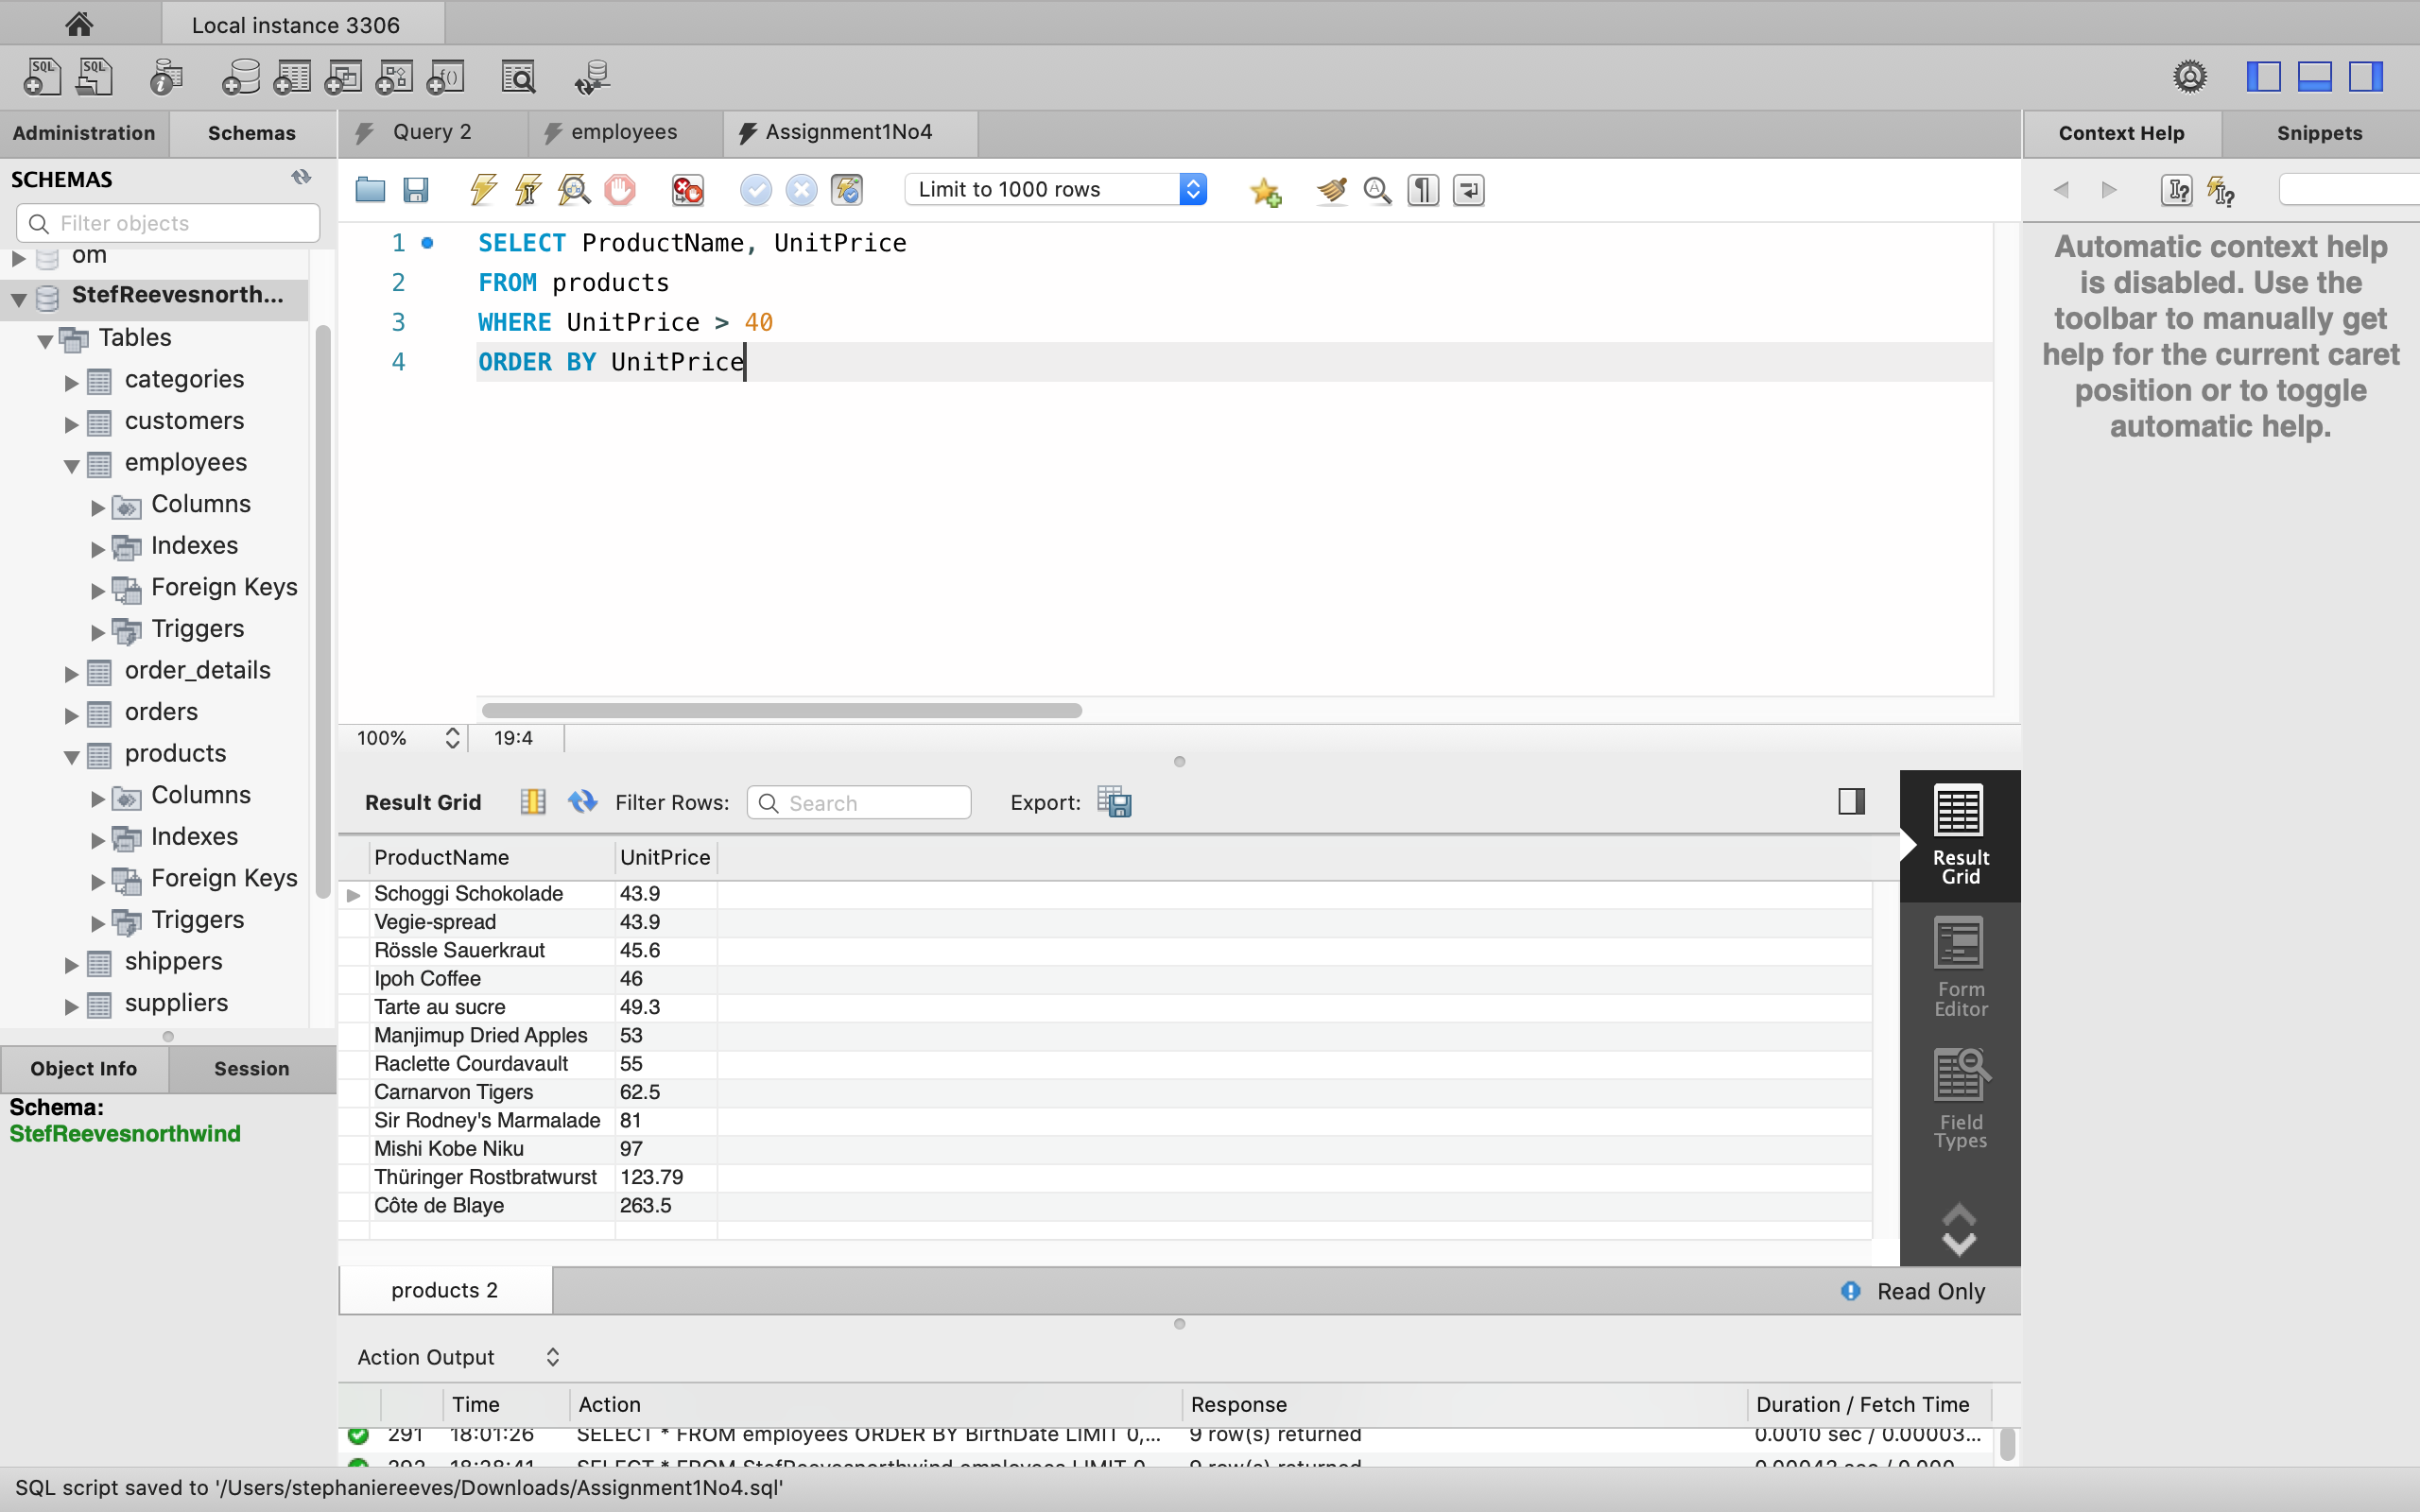 Local instance 3306
Administration Schemas
Query 2 employees Assignment1No4
Context Help Snippets
SCHEMAS
Filter objects
om
StefReevesnorth...
Tables
categories
customers
employees
Columns
Indexes
Foreign Keys
Triggers
order_details
orders
products
Columns
Indexes
Foreign Keys
Triggers
shippers
suppliers
Object Info Session
Schema:
StefReevesnorthwind
Limit to 1000 rows
1 SELECT ProductName, UnitPrice
2 FROM products
3 WHERE UnitPrice > 40
4 ORDER BY UnitPrice
100% 19:4
Result Grid Filter Rows: Search Export:
ProductName UnitPrice
Schoggi Schokolade 43.9
Vegie-spread 43.9
Rössle Sauerkraut 45.6
Ipoh Coffee 46
Tarte au sucre 49.3
Manjimup Dried Apples 53
Raclette Courdavault 55
Carnarvon Tigers 62.5
Sir Rodney's Marmalade 81
Mishi Kobe Niku 97
Thüringer Rostbratwurst 123.79
Côte de Blaye 263.5
Result
Grid
Form
Editor
Field
Types
products 2 Read Only
Action Output
Time Action Response Duration / Fetch Time
291 18:01:26 SELECT * FROM employees ORDER BY BirthDate LIMIT 0,... 9 row(s) returned 0.0010 sec / 0.00003...
Automatic context help
is disabled. Use the
toolbar to manually get
help for the current caret
position or to toggle
automatic help.
SQL script saved to '/Users/stephaniereeves/Downloads/Assignment1No4.sql'